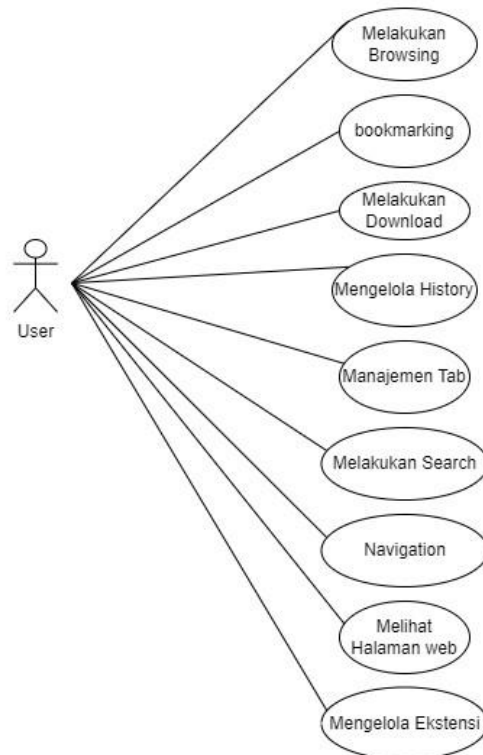 Melakukan
Browsing
bookmarking
Melakukan
Download
Mengelola History
User
Manajemen Tab
Melakukan Search
Navigation
Melihat
Halaman web
Mengelola Ekstensi